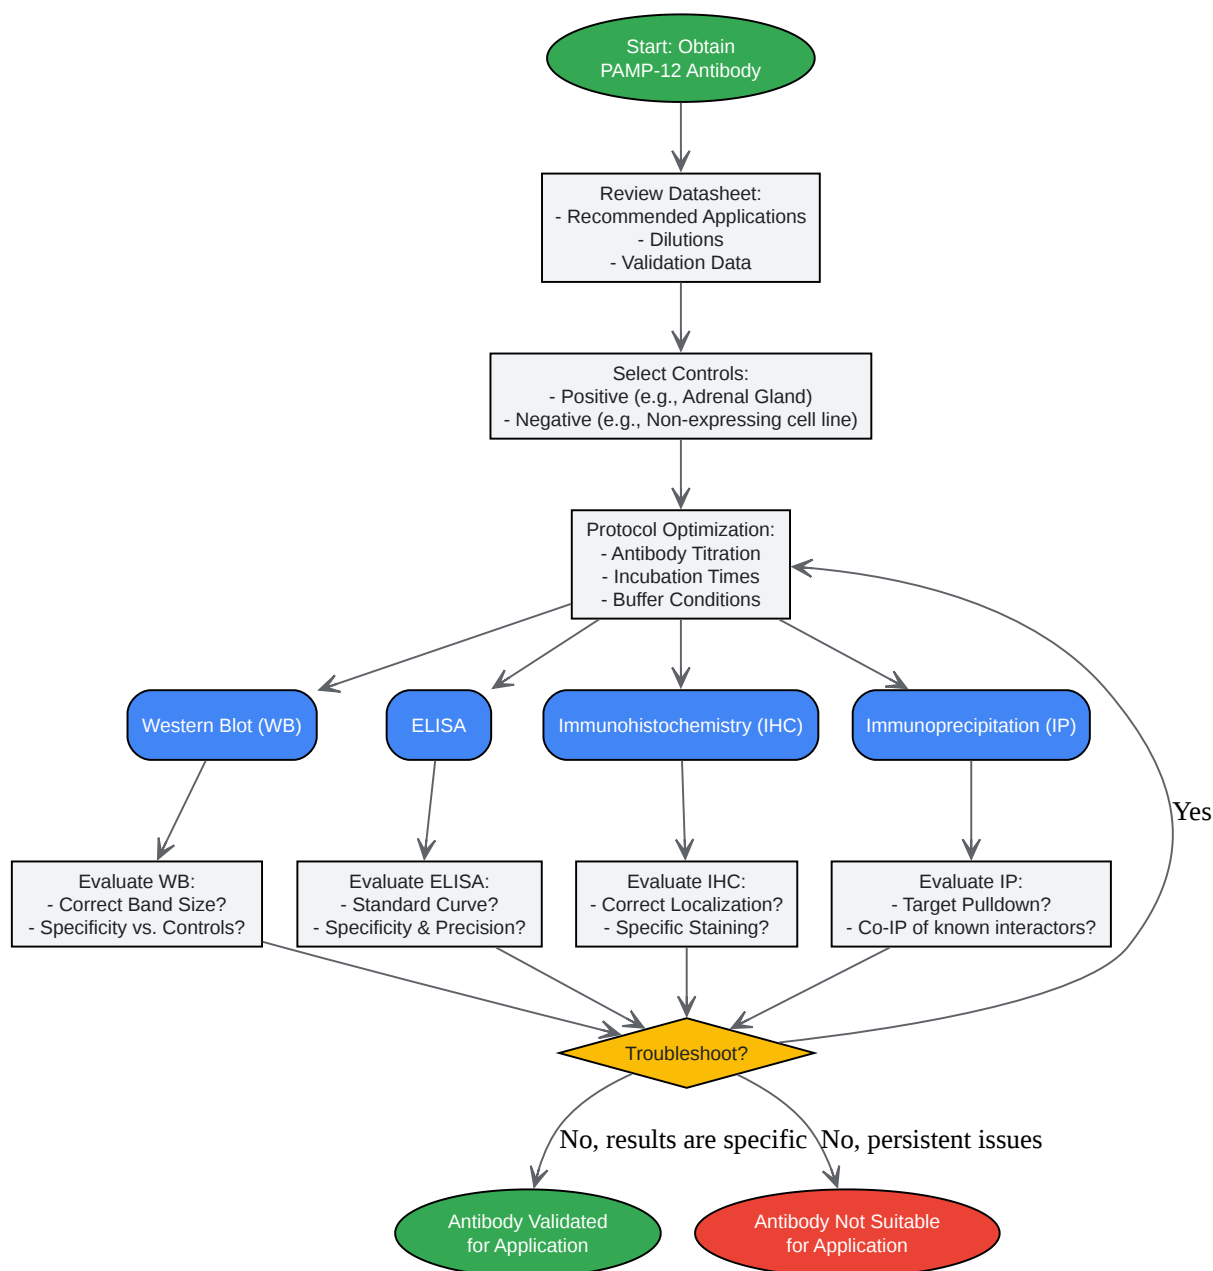 Start: Obtain
PAMP-12 Antibody
Review Datasheet:
- Recommended Applications
- Dilutions
- Validation Data
Select Controls:
- Positive (e.g., Adrenal Gland)
- Negative (e.g., Non-expressing cell line)
Protocol Optimization:
- Antibody Titration
- Incubation Times
- Buffer Conditions
Western Blot (WB)
ELISA
Immunohistochemistry (IHC)
Immunoprecipitation (IP)
Yes
Evaluate WB:
- Correct Band Size?
- Specificity vs. Controls?
Evaluate ELISA:
- Standard Curve?
- Specificity & Precision?
Evaluate IHC:
- Correct Localization?
- Specific Staining?
Evaluate IP:
- Target Pulldown?
- Co-IP of known interactors?
Troubleshoot?
No, results are specific
No, persistent issues
Antibody Validated
for Application
Antibody Not Suitable
for Application